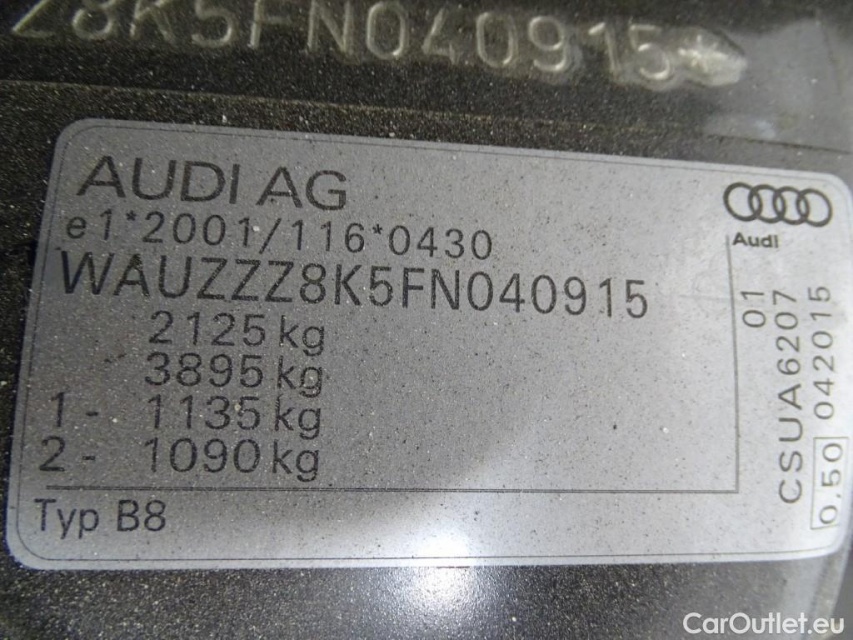 Z8K5FN040915
AUDI AG
e1*2001/116*0430
WAUZZZ8K5FN040915
2125 kg
3895 kg
1- 1135 kg
2- 1090 kg
Typ B8
Audi
01
CSUA6207
0.50 042015
CarOutlet.eu